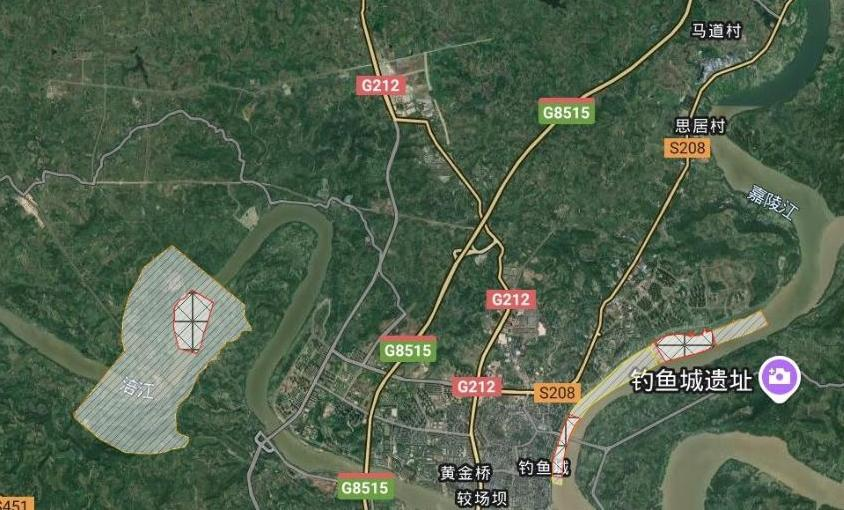 马道村
G212
G8515
思居村
S208
嘉陵江
G212
G8515
涪江
G212
S208
钓鱼城遗址
黄金桥
钓鱼城
G8515
较场坝
S451